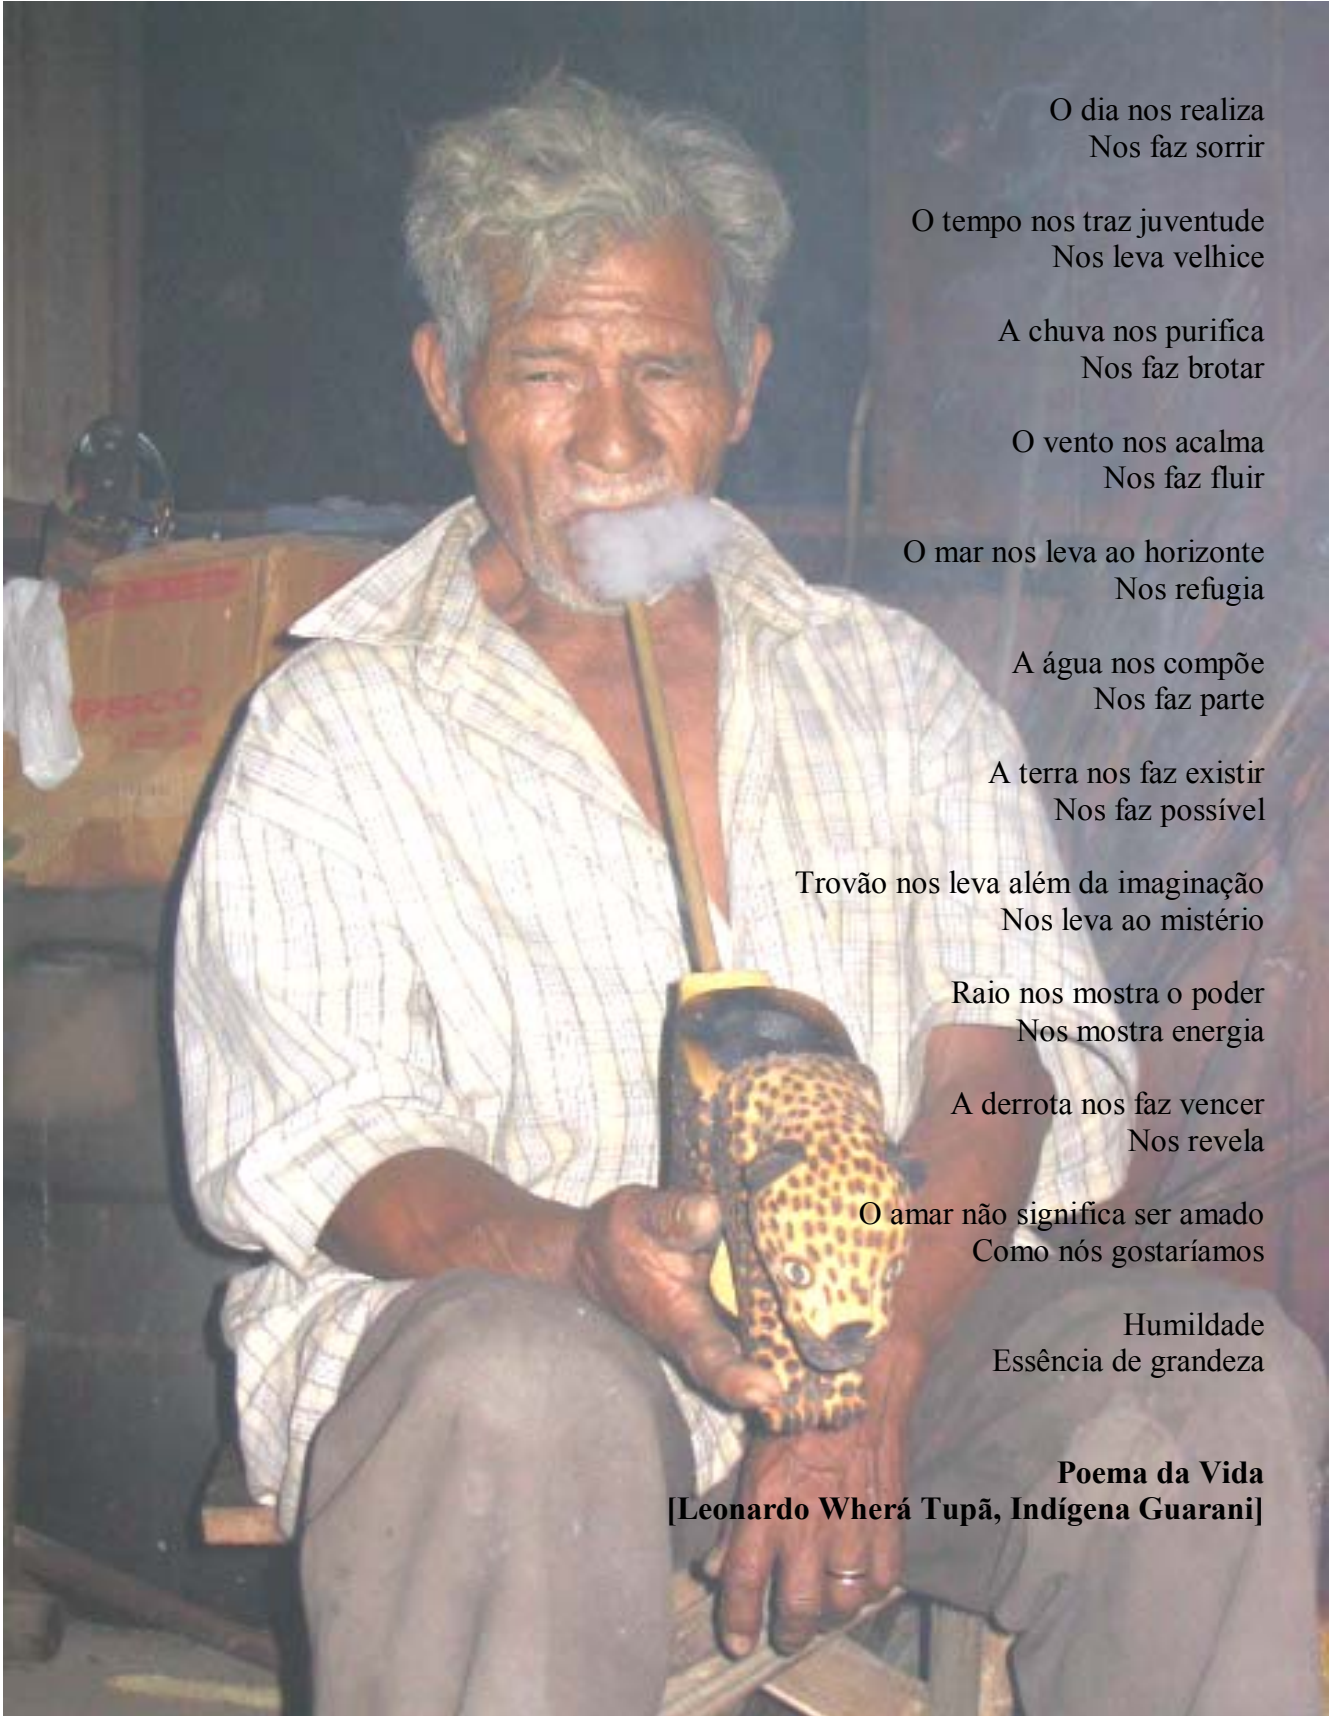 O dia nos realiza
Nos faz sorrir
O tempo nos traz juventude
Nos leva velhice
A chuva nos purifica
Nos faz brotar
O vento nos acalma
Nos faz fluir
O mar nos leva ao horizonte
Nos refugia
A água nos compõe
Nos faz parte
A terra nos faz existir
Nos faz possível
Trovão nos leva além da imaginação
Nos leva ao mistério
Raio nos mostra o poder
Nos mostra energia
A derrota nos faz vencer
Nos revela
O amar não significa ser amado
Como nós gostaríamos
Humildade
Essência de grandeza
Poema da Vida
[Leonardo Wherá Tupã, Indígena Guarani]